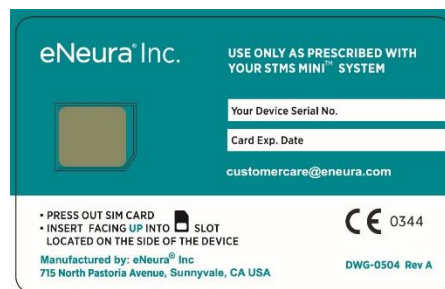 eNeura® Inc.
USE ONLY AS PRESCRIBED WITH
YOUR STMS MINI™ SYSTEM
Your Device Serial No.
Card Exp. Date
customercare@eneura.com
• PRESS OUT SIM CARD
• INSERT FACING UP INTO SLOT
LOCATED ON THE SIDE OF THE DEVICE
CE 0344
Manufactured by: eNeura® Inc
715 North Pastoria Avenue, Sunnyvale, CA USA
DWG-0504 Rev A